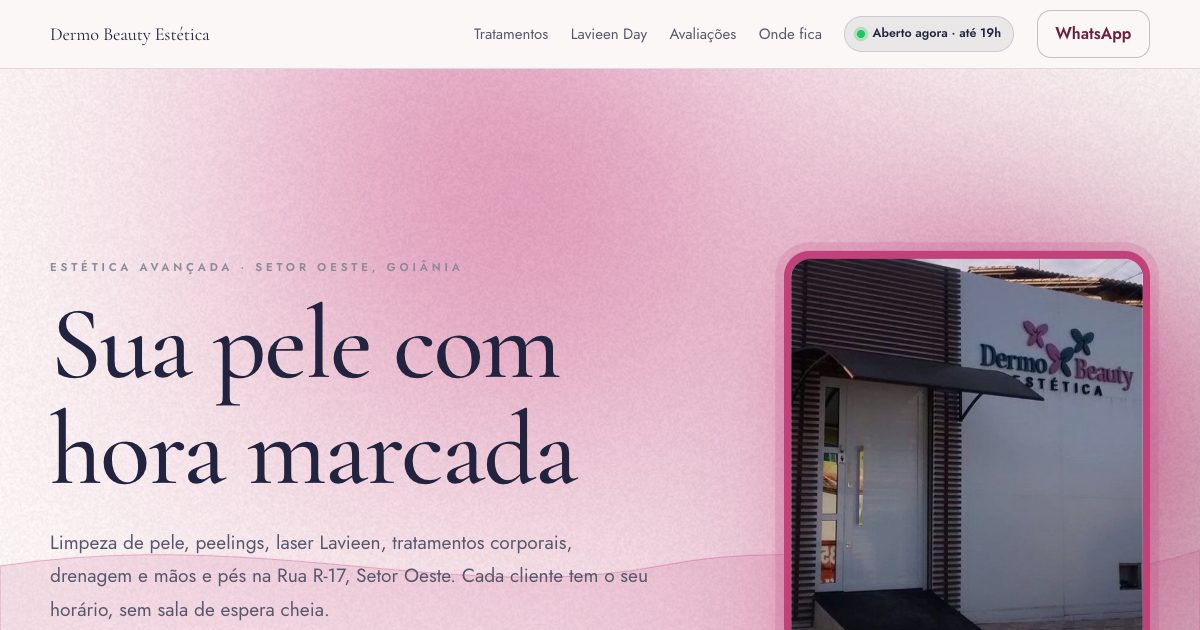 Dermo Beauty Estética
Tratamentos Lavieen Day Avaliações Onde fica Aberto agora · até 19h WhatsApp
ESTÉTICA AVANÇADA · SETOR OESTE, GOIÂNIA
Sua pele com
hora marcada
Limpeza de pele, peelings, laser Lavieen, tratamentos corporais,
drenagem e mãos e pés na Rua R-17, Setor Oeste. Cada cliente tem o seu
horário, sem sala de espera cheia.
Dermo Beauty
ESTÉTICA